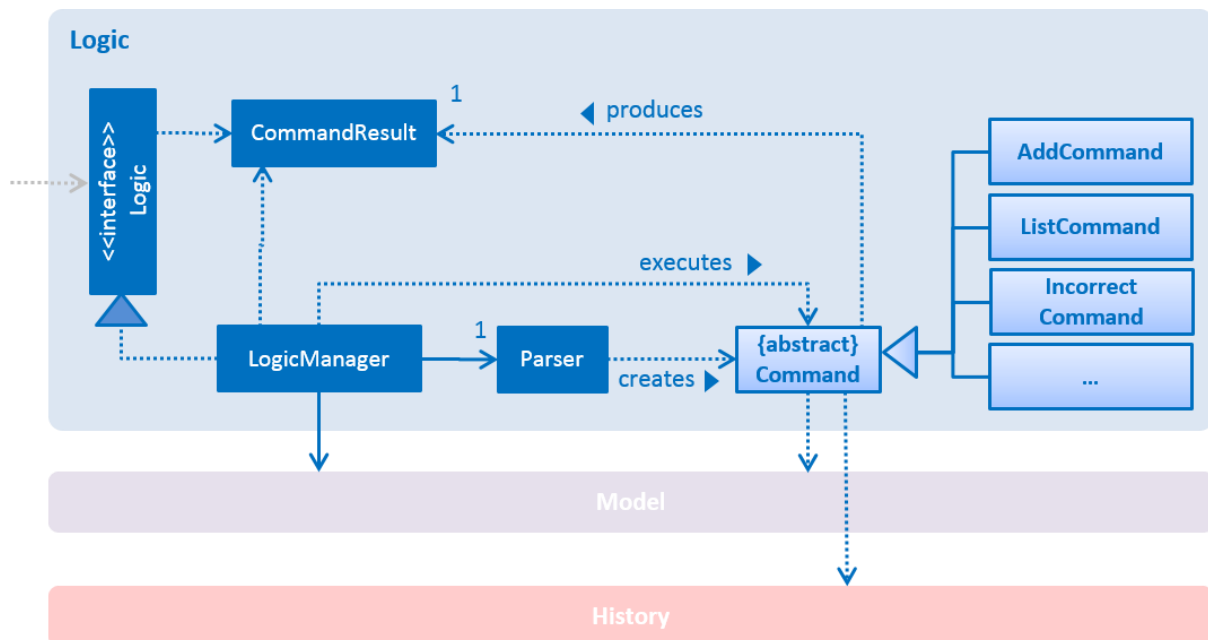 Logic
<<interface>>
Logic
CommandResult
1
produces
AddCommand
ListCommand
executes
Incorrect
Command
LogicManager
1
Parser
creates
{abstract}
Command
...
Model
History